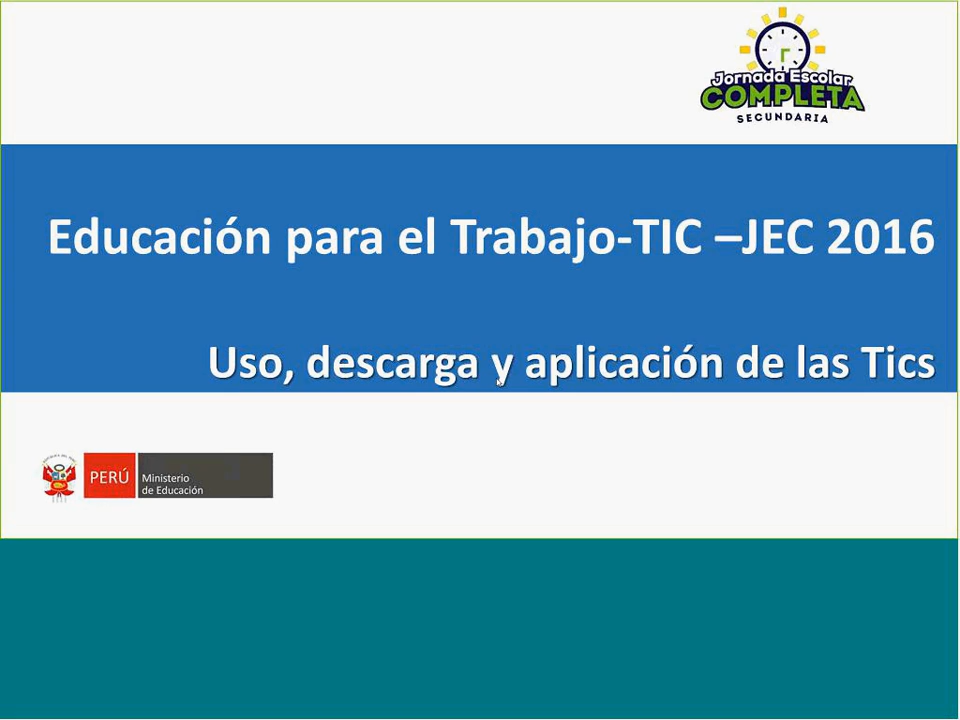 Jornada Escolar
COMPLETA
SECUNDARIA
Educación para el Trabajo-TIC –JEC 2016
Uso, descarga y aplicación de las Tics
PERÚ
Ministerio
de Educación